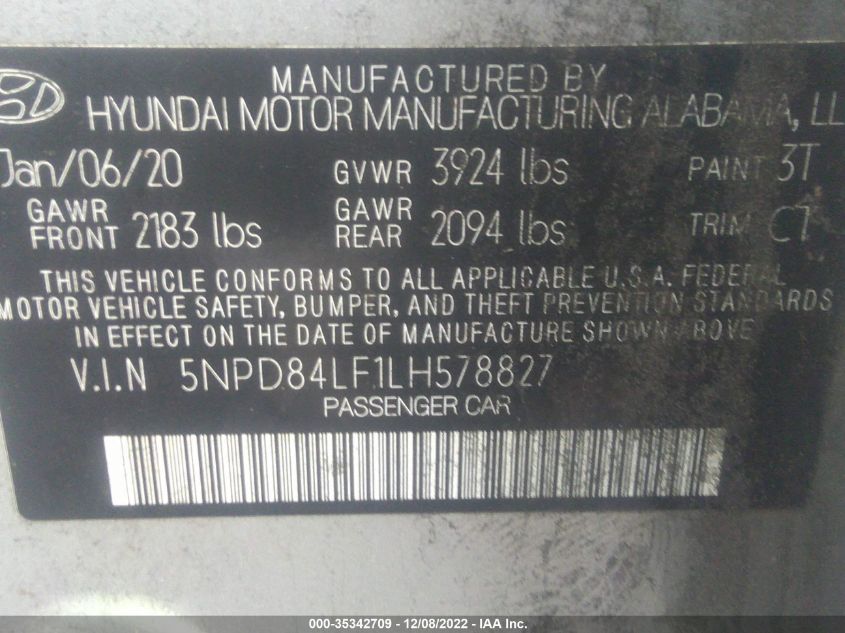 MANUFACTURED BY
HYUNDAI MOTOR MANUFACTURING ALABAMA, LL
Jan/06/20 GVWR 3924 lbs PAINT 3T
GAWR FRONT 2183 lbs GAWR REAR 2094 lbs TRIM CT
THIS VEHICLE CONFORMS TO ALL APPLICABLE U.S.A. FEDERAL
MOTOR VEHICLE SAFETY, BUMPER, AND THEFT PREVENTION STANDARDS
IN EFFECT ON THE DATE OF MANUFACTURE SHOWN ABOVE
V.I.N 5NPD84LF1LH578827
PASSENGER CAR
000-35342709 - 12/08/2022 - IAA Inc.